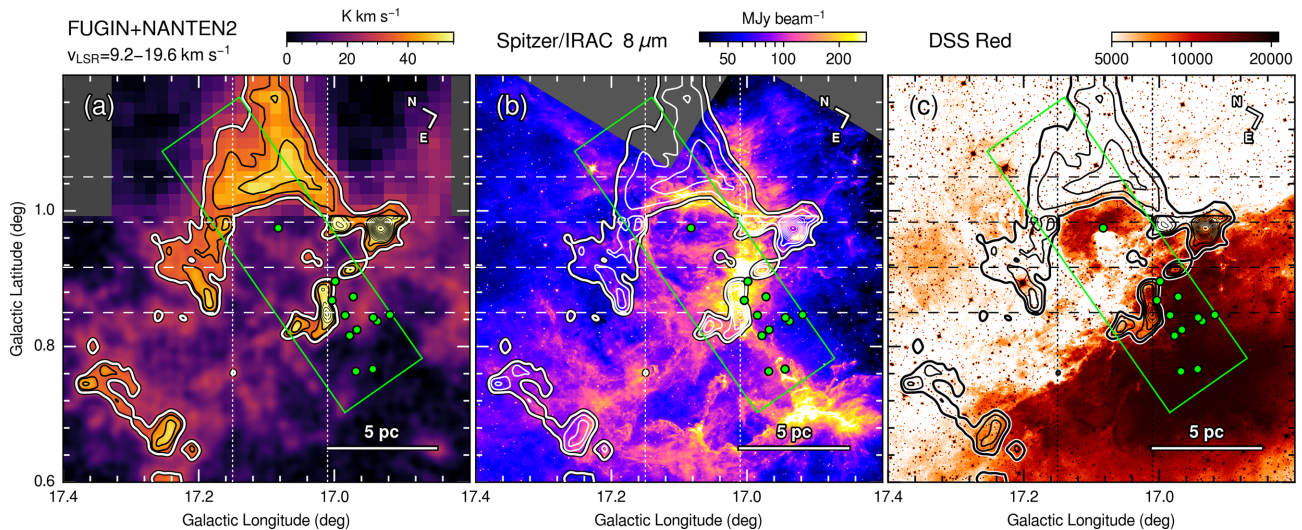 FUGIN+NANTEN2
vLSR=9.2–19.6 km s−1
K km s−1
0 20 40
Spitzer/IRAC 8 μm
MJy beam−1
50 100 200
DSS Red
5000 10000 20000
(a)
N
E
(b)
N
E
(c)
N
E
Galactic Latitude (deg)
1.0
0.8
0.6
5 pc
5 pc
5 pc
17.4 17.2 17.0
17.4 17.2 17.0
17.4 17.2 17.0
Galactic Longitude (deg)
Galactic Longitude (deg)
Galactic Longitude (deg)